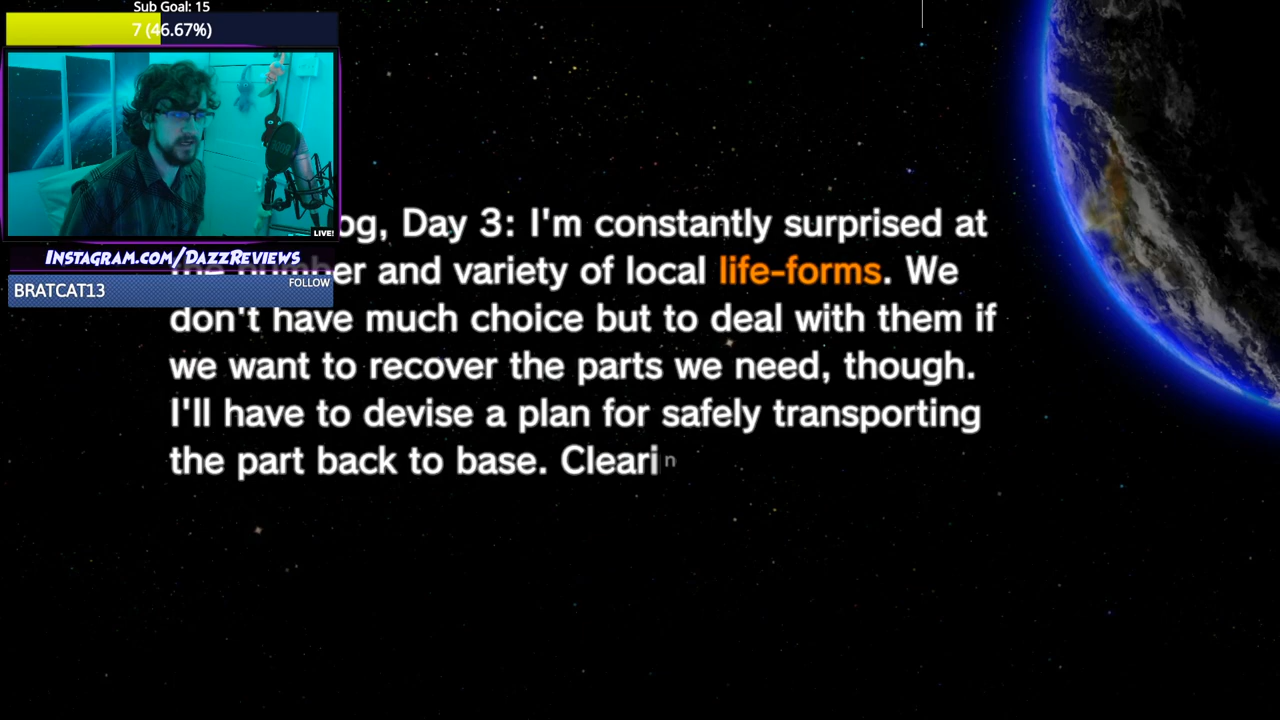 Sub Goal: 15
7 (46.67%)
LIVE!
INSTAGRAM.COM/DAZZREVIEWS
BRATCAT13
FOLLOW
og, Day 3: I'm constantly surprised at
the number and variety of local life-forms. We
don't have much choice but to deal with them if
we want to recover the parts we need, though.
I'll have to devise a plan for safely transporting
the part back to base. Clearin